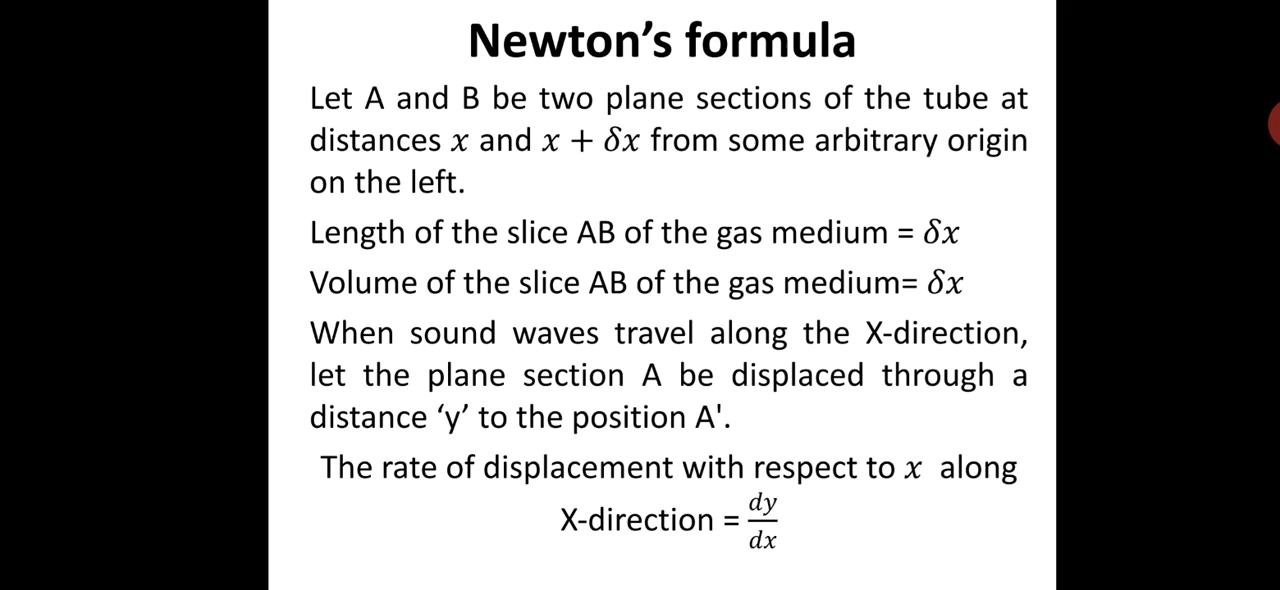 Newton’s formula
Let A and B be two plane sections of the tube at
distances x and x + δx from some arbitrary origin
on the left.
Length of the slice AB of the gas medium = δx
Volume of the slice AB of the gas medium= δx
When sound waves travel along the X-direction,
let the plane section A be displaced through a
distance ‘y’ to the position A'.
The rate of displacement with respect to x along
X-direction = dy/dx